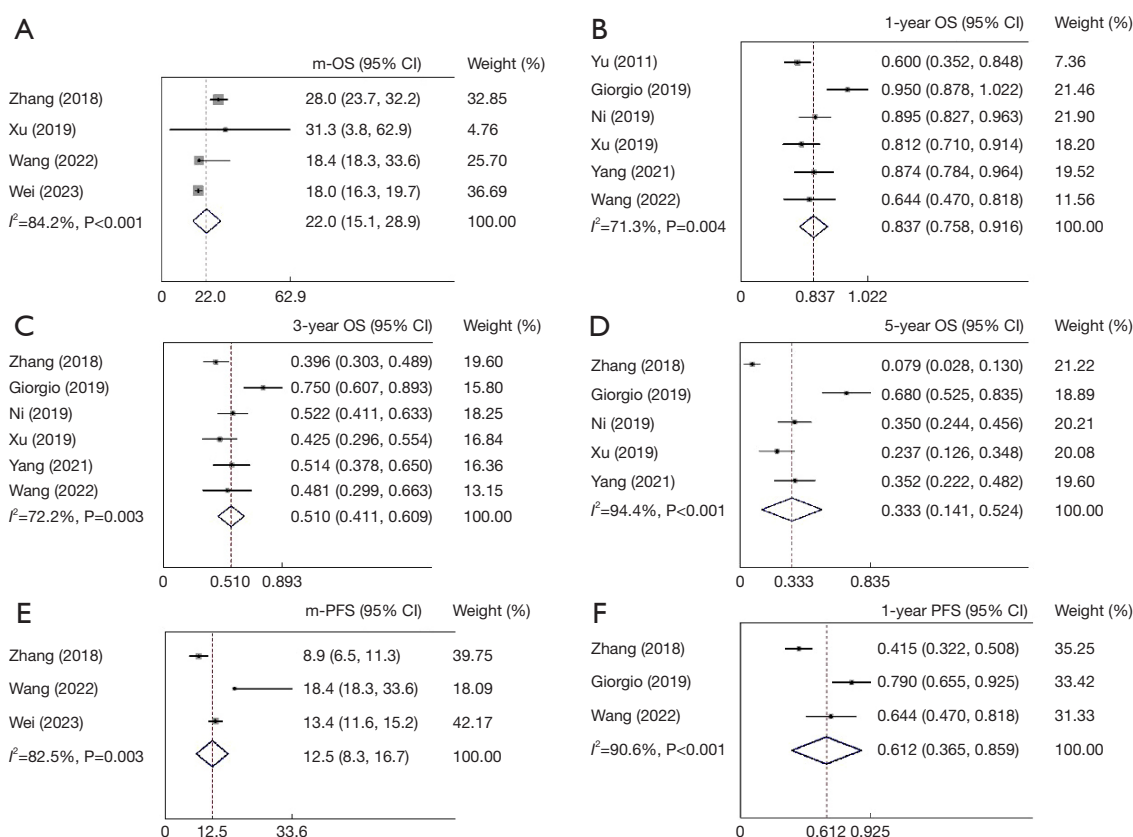 A
m-OS (95% CI) Weight (%)
Zhang (2018) 28.0 (23.7, 32.2) 32.85
Xu (2019) 31.3 (3.8, 62.9) 4.76
Wang (2022) 18.4 (18.3, 33.6) 25.70
Wei (2023) 18.0 (16.3, 19.7) 36.69
I²=84.2%, P<0.001 22.0 (15.1, 28.9) 100.00
0 22.0 62.9
B
1-year OS (95% CI) Weight (%)
Yu (2011) 0.600 (0.352, 0.848) 7.36
Giorgio (2019) 0.950 (0.878, 1.022) 21.46
Ni (2019) 0.895 (0.827, 0.963) 21.90
Xu (2019) 0.812 (0.710, 0.914) 18.20
Yang (2021) 0.874 (0.784, 0.964) 19.52
Wang (2022) 0.644 (0.470, 0.818) 11.56
I²=71.3%, P=0.004 0.837 (0.758, 0.916) 100.00
0 0.837 1.022
C
3-year OS (95% CI) Weight (%)
Zhang (2018) 0.396 (0.303, 0.489) 19.60
Giorgio (2019) 0.750 (0.607, 0.893) 15.80
Ni (2019) 0.522 (0.411, 0.633) 18.25
Xu (2019) 0.425 (0.296, 0.554) 16.84
Yang (2021) 0.514 (0.378, 0.650) 16.36
Wang (2022) 0.481 (0.299, 0.663) 13.15
I²=72.2%, P=0.003 0.510 (0.411, 0.609) 100.00
0 0.510 0.893
D
5-year OS (95% CI) Weight (%)
Zhang (2018) 0.079 (0.028, 0.130) 21.22
Giorgio (2019) 0.680 (0.525, 0.835) 18.89
Ni (2019) 0.350 (0.244, 0.456) 20.21
Xu (2019) 0.237 (0.126, 0.348) 20.08
Yang (2021) 0.352 (0.222, 0.482) 19.60
I²=94.4%, P<0.001 0.333 (0.141, 0.524) 100.00
0 0.333 0.835
E
m-PFS (95% CI) Weight (%)
Zhang (2018) 8.9 (6.5, 11.3) 39.75
Wang (2022) 18.4 (18.3, 33.6) 18.09
Wei (2023) 13.4 (11.6, 15.2) 42.17
I²=82.5%, P=0.003 12.5 (8.3, 16.7) 100.00
0 12.5 33.6
F
1-year PFS (95% CI) Weight (%)
Zhang (2018) 0.415 (0.322, 0.508) 35.25
Giorgio (2019) 0.790 (0.655, 0.925) 33.42
Wang (2022) 0.644 (0.470, 0.818) 31.33
I²=90.6%, P<0.001 0.612 (0.365, 0.859) 100.00
0 0.612 0.925